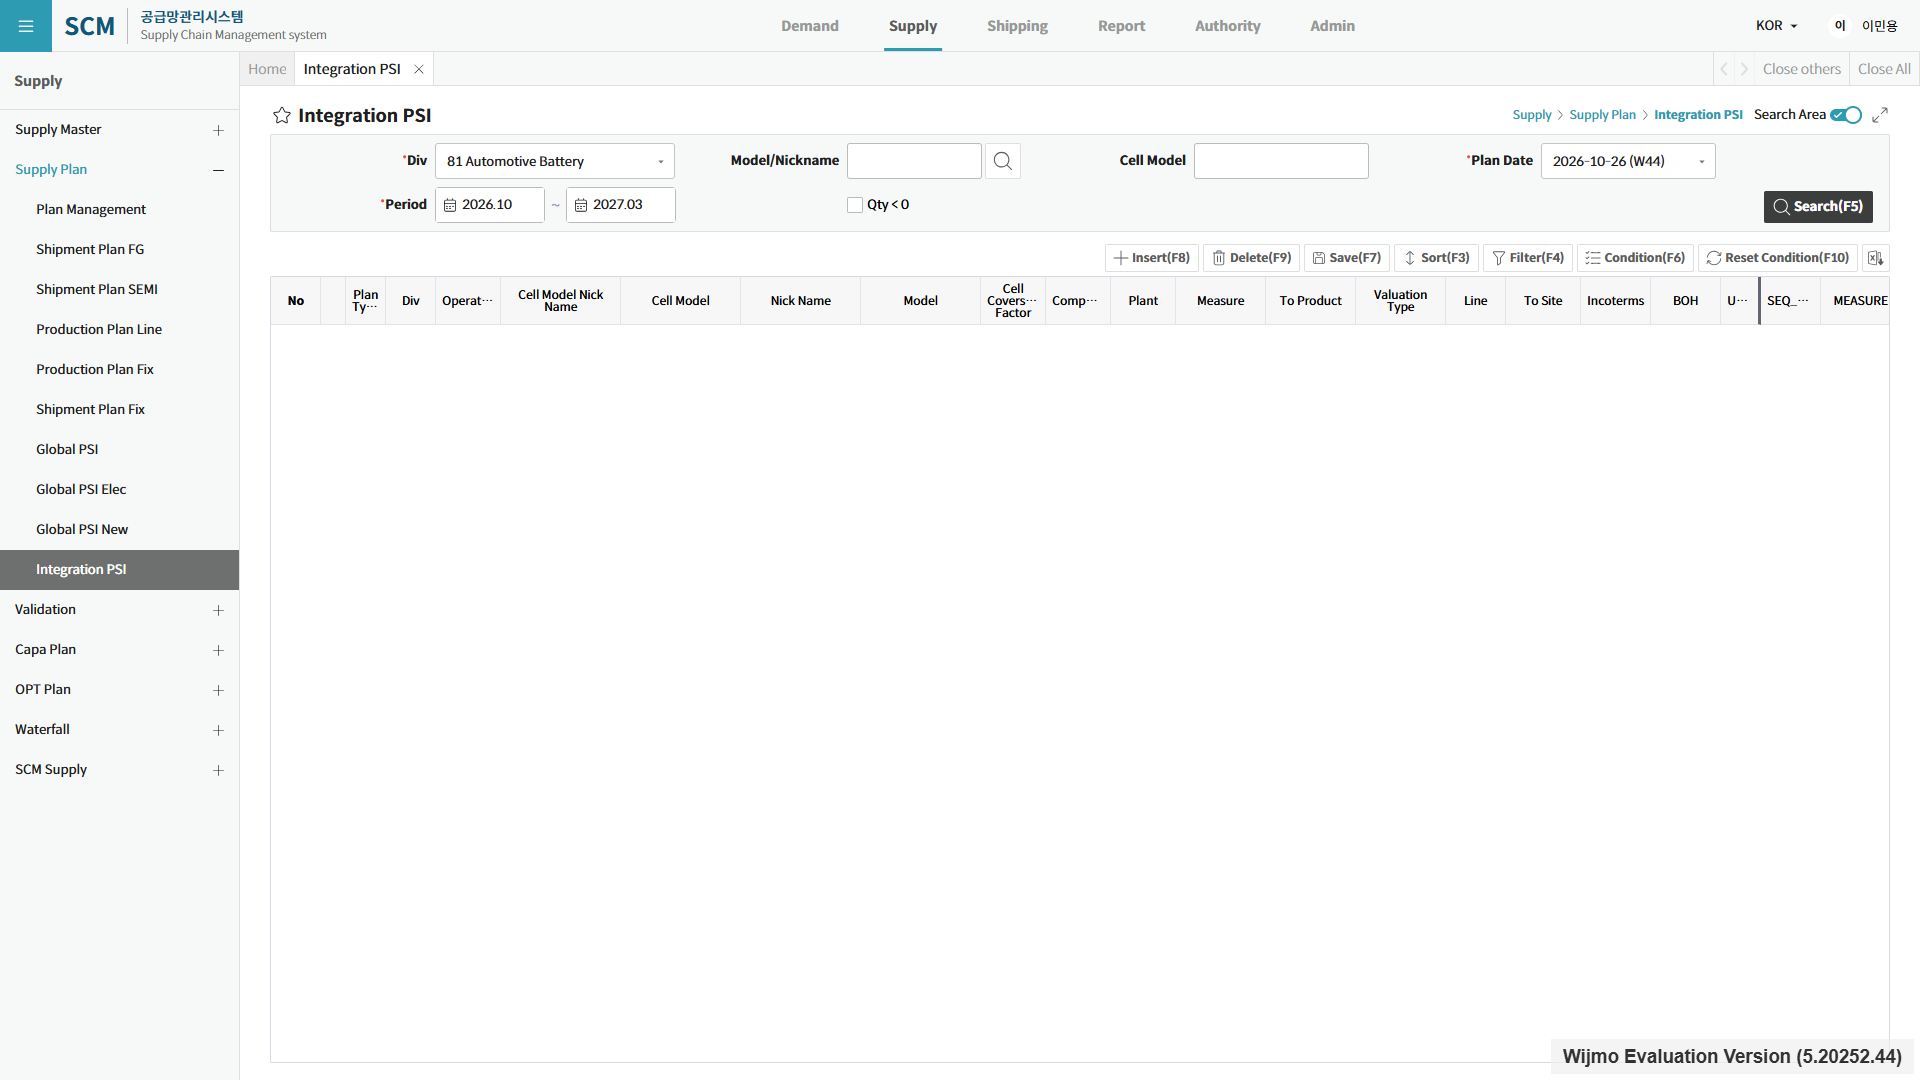 SCM
공급망관리시스템
Supply Chain Management system
Demand
Supply
Shipping
Report
Authority
Admin
KOR
이
이민용
Supply
Home
Integration PSI
Close others
Close All
Supply Master
Supply Plan
Plan Management
Shipment Plan FG
Shipment Plan SEMI
Production Plan Line
Production Plan Fix
Shipment Plan Fix
Global PSI
Global PSI Elec
Global PSI New
Integration PSI
Validation
Capa Plan
OPT Plan
Waterfall
SCM Supply
Integration PSI
Supply > Supply Plan > Integration PSI
Search Area
*Div
81 Automotive Battery
Model/Nickname
Cell Model
*Plan Date
2026-10-26 (W44)
*Period
2026.10
~
2027.03
Qty < 0
Search(F5)
Insert(F8)
Delete(F9)
Save(F7)
Sort(F3)
Filter(F4)
Condition(F6)
Reset Condition(F10)
No
Plan
Ty···
Div
Operat···
Cell Model Nick
Name
Cell Model
Nick Name
Model
Cell
Covers···
Factor
Comp···
Plant
Measure
To Product
Valuation
Type
Line
To Site
Incoterms
BOH
U···
SEQ_···
MEASURE
Wijmo Evaluation Version (5.20252.44)